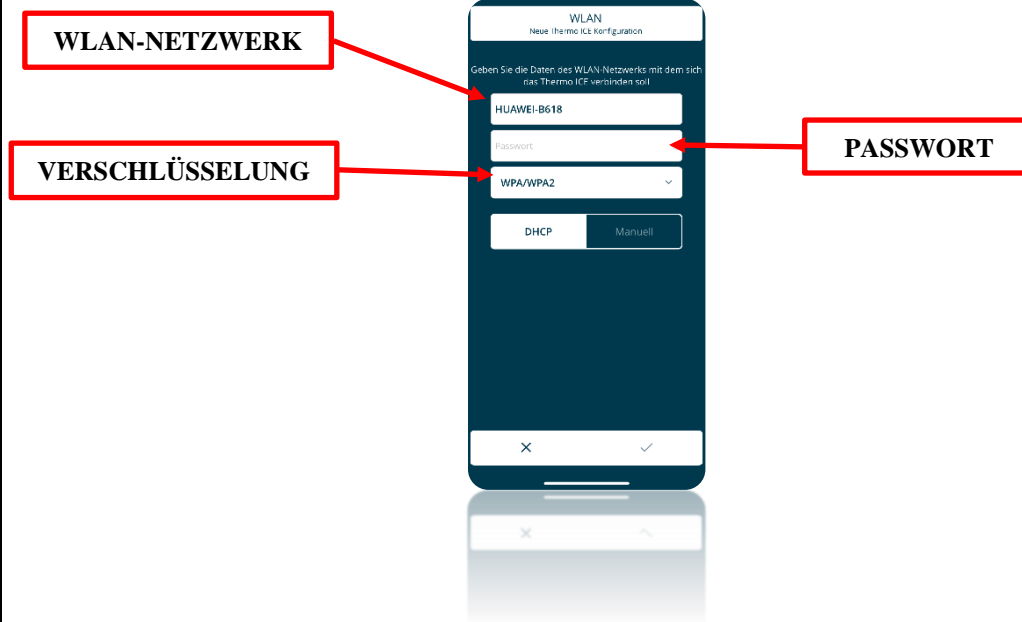 WLAN
Neue Thermo ICE Konfiguration
WLAN-NETZWERK
Geben Sie die Daten des WLAN-Netzwerks mit dem sich
das Thermo ICE verbinden soll
HUAWEI-B618
Passwort
PASSWORT
VERSCHLÜSSELUNG
WPA/WPA2
DHCP
Manuell